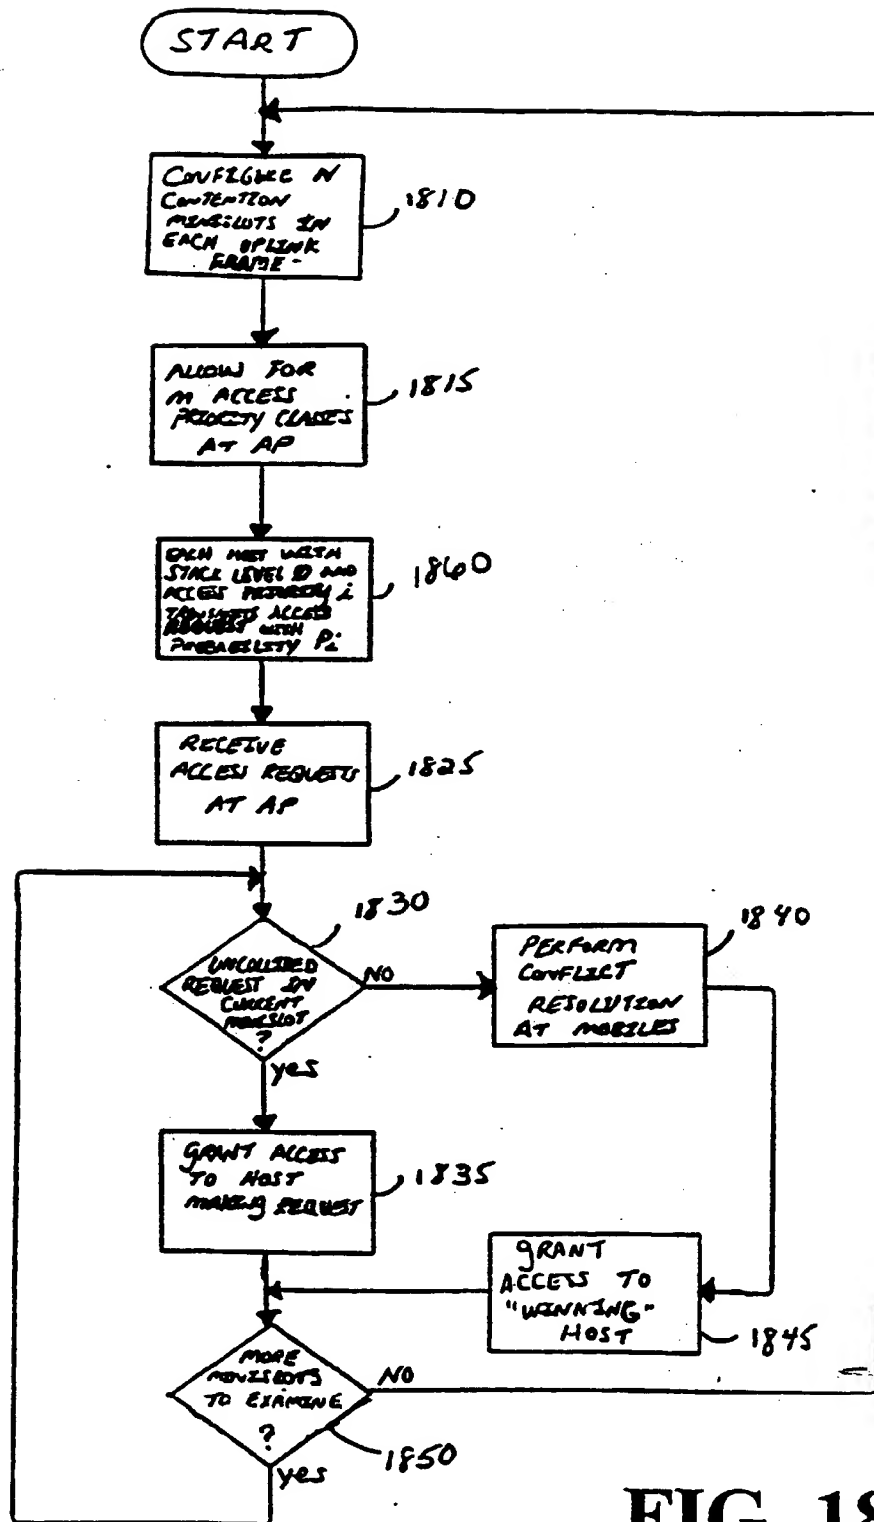 START
CONFIGURE N
CONTENTION
MINISLOTS IN
EACH UPLINK
FRAME
1810
ALLOW FOR
M ACCESS
PRIORITY CLASSES
AT AP
1815
EACH HOST WITH
STACK LEVEL 0 AND
ACCESS PRIORITY i
TRANSMITS ACCESS
REQUEST WITH
PROBABILITY Pi
1860
RECEIVE
ACCESS REQUESTS
AT AP
1825
1830
UNCOLLIDED
REQUEST IN
CURRENT
MINISLOT
?
NO
yes
PERFORM
CONFLICT
RESOLUTION
AT MOBILES
1840
GRANT ACCESS
TO HOST
MAKING REQUEST
1835
GRANT
ACCESS TO
"WINNING"
HOST
1845
MORE
MINISLOTS
TO EXAMINE
?
NO
yes
1850
FIG. 18